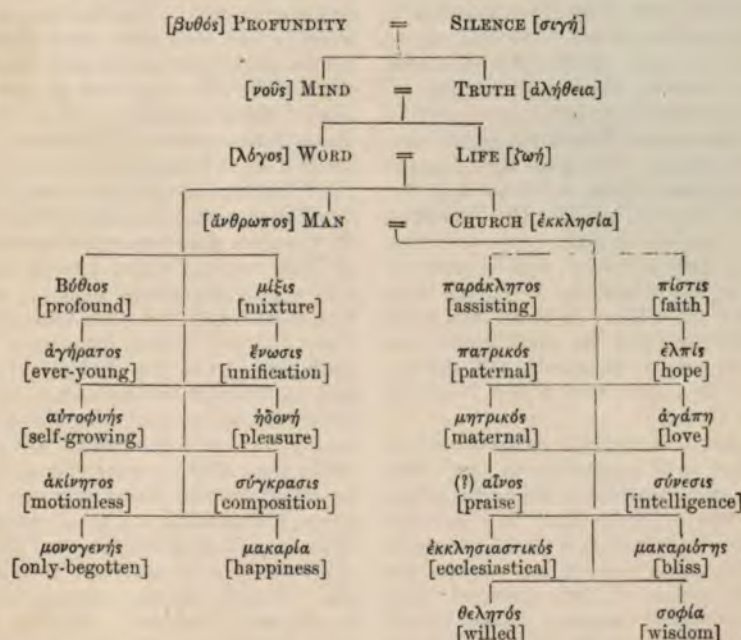 [βυθός] PROFUNDITY = SILENCE [σιγή]
[νοῦς] MIND = TRUTH [ἀλήθεια]
[λόγος] WORD = LIFE [ζωή]
[ἄνθρωπος] MAN = CHURCH [ἐκκλησία]
Βύθιος μίξις παράκλητος πίστις
[profound] [mixture] [assisting] [faith]
ἀγήρατος ἕνωσις πατρικός ἐλπίς
[ever-young] [unification] [paternal] [hope]
αὐτοφυής ἡδονή μητρικός ἀγάπη
[self-growing] [pleasure] [maternal] [love]
ἀκίνητος σύγκρασις (?) αἶνος σύνεσις
[motionless] [composition] [praise] [intelligence]
μονογενής μακαρία ἐκκλησιαστικός μακαριότης
[only-begotten] [happiness] [ecclesiastical] [bliss]
θελητός σοφία
[willed] [wisdom]